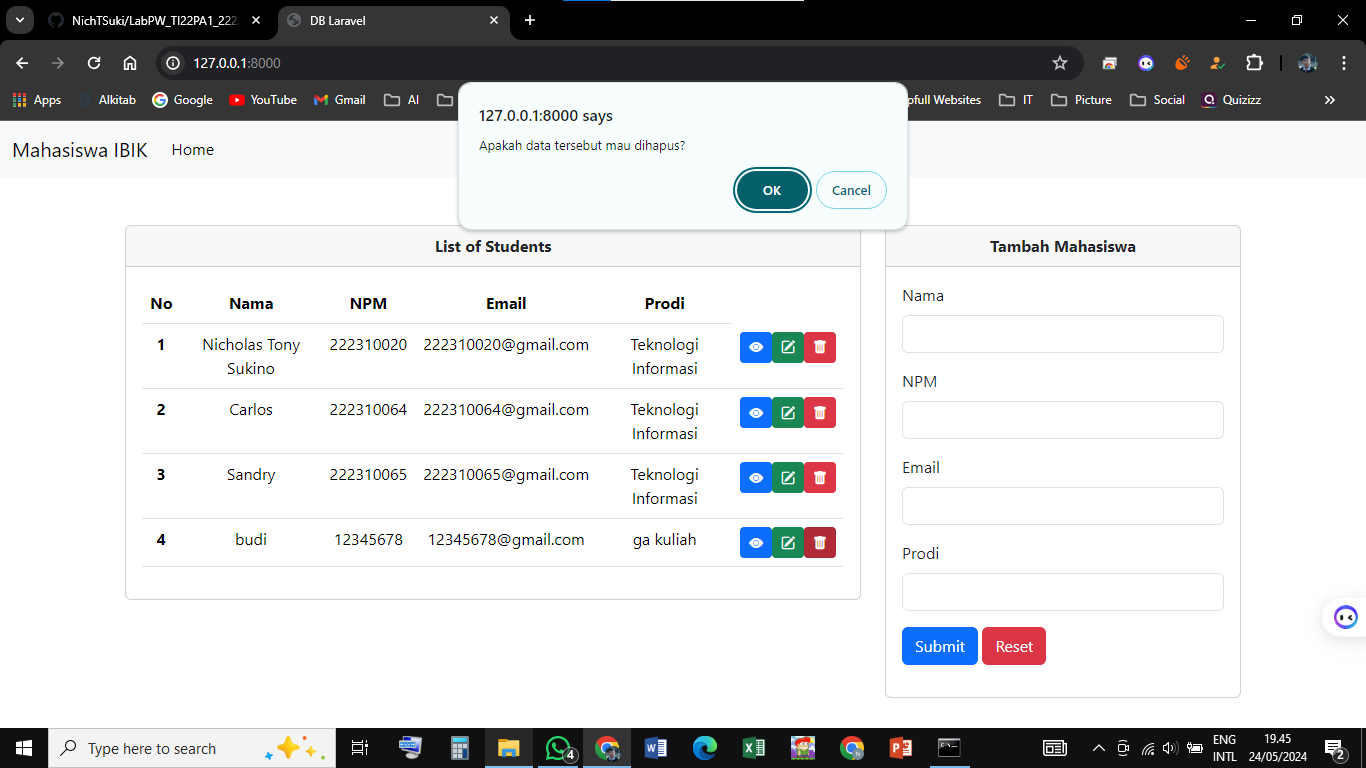 NichTSuki/LabPW_TI22PA1_222
DB Laravel
127.0.0.1:8000
Apps
Alkitab
Google
YouTube
Gmail
AI
pfull Websites
IT
Picture
Social
Quizizz
127.0.0.1:8000 says
Apakah data tersebut mau dihapus?
OK
Cancel
Mahasiswa IBIK
Home
List of Students
No Nama NPM Email Prodi
1 Nicholas Tony 222310020 222310020@gmail.com Teknologi
Sukino Informasi
2 Carlos 222310064 222310064@gmail.com Teknologi
Informasi
3 Sandry 222310065 222310065@gmail.com Teknologi
Informasi
4 budi 12345678 12345678@gmail.com ga kuliah
Tambah Mahasiswa
Nama
NPM
Email
Prodi
Submit
Reset
Type here to search
4
ENG
INTL
19.45
24/05/2024
2